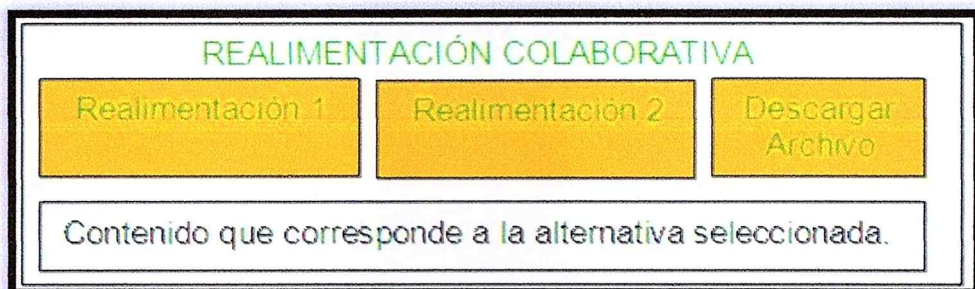 REALIMENTACIÓN COLABORATIVA
Realimentación 1
Realimentación 2
Descargar
Archivo
Contenido que corresponde a la alternativa seleccionada.